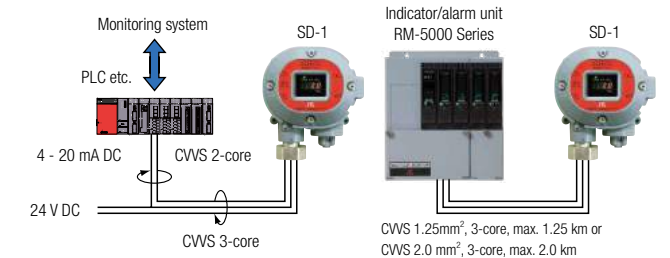 Monitoring system
PLC etc.
4 - 20 mA DC
CVVS 2-core
24 V DC
CVVS 3-core
SD-1
Indicator/alarm unit
RM-5000 Series
SD-1
CVVS 1.25mm², 3-core, max. 1.25 km or
CVVS 2.0 mm², 3-core, max. 2.0 km